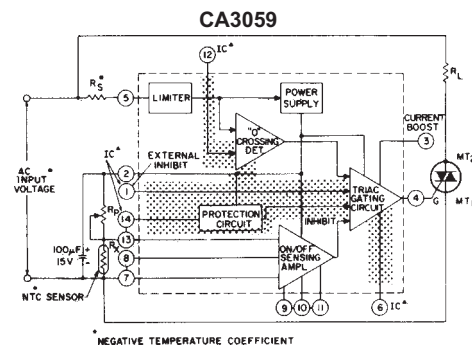 CA3059
12 IC▲
RS*
RL
5
LIMITER
POWER
SUPPLY
CURRENT
BOOST
3
"0"
CROSSING
DET.
MT2
IC▲
EXTERNAL
INHIBIT
AC
INPUT
VOLTAGE
2
1
TRIAC
GATING
CIRCUIT
4
G
MT1
RP
14
PROTECTION
CIRCUIT
INHIBIT
13
100μF
15V
+
-
RX
8
ON/OFF
SENSING
AMPL.
7
*NTC SENSOR
9 10 11
6 IC▲
*NEGATIVE TEMPERATURE COEFFICIENT